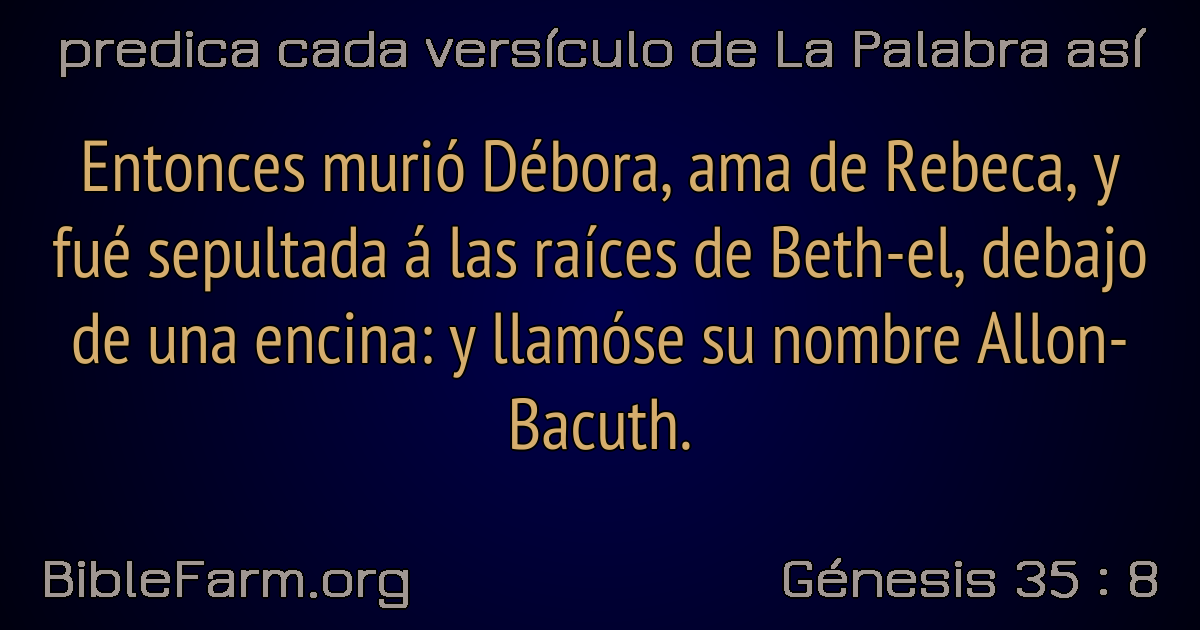 predica cada versículo de La Palabra así
Entonces murió Débora, ama de Rebeca, y
fué sepultada á las raíces de Beth-el, debajo
de una encina: y llamóse su nombre Allon-
Bacuth.
BibleFarm.org
Génesis 35 : 8